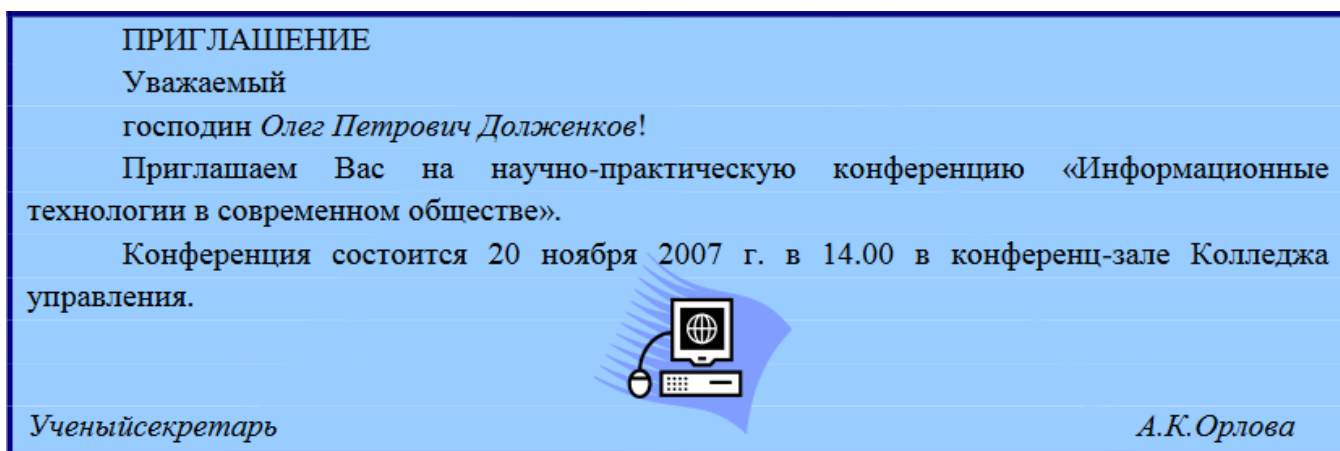 ПРИГЛАШЕНИЕ
Уважаемый
господин Олег Петрович Долженков!
Приглашаем Вас на научно-практическую конференцию «Информационные
технологии в современном обществе».
Конференция состоится 20 ноября 2007 г. в 14.00 в конференц-зале Колледжа
управления.
Ученыйсекретарь А.К.Орлова